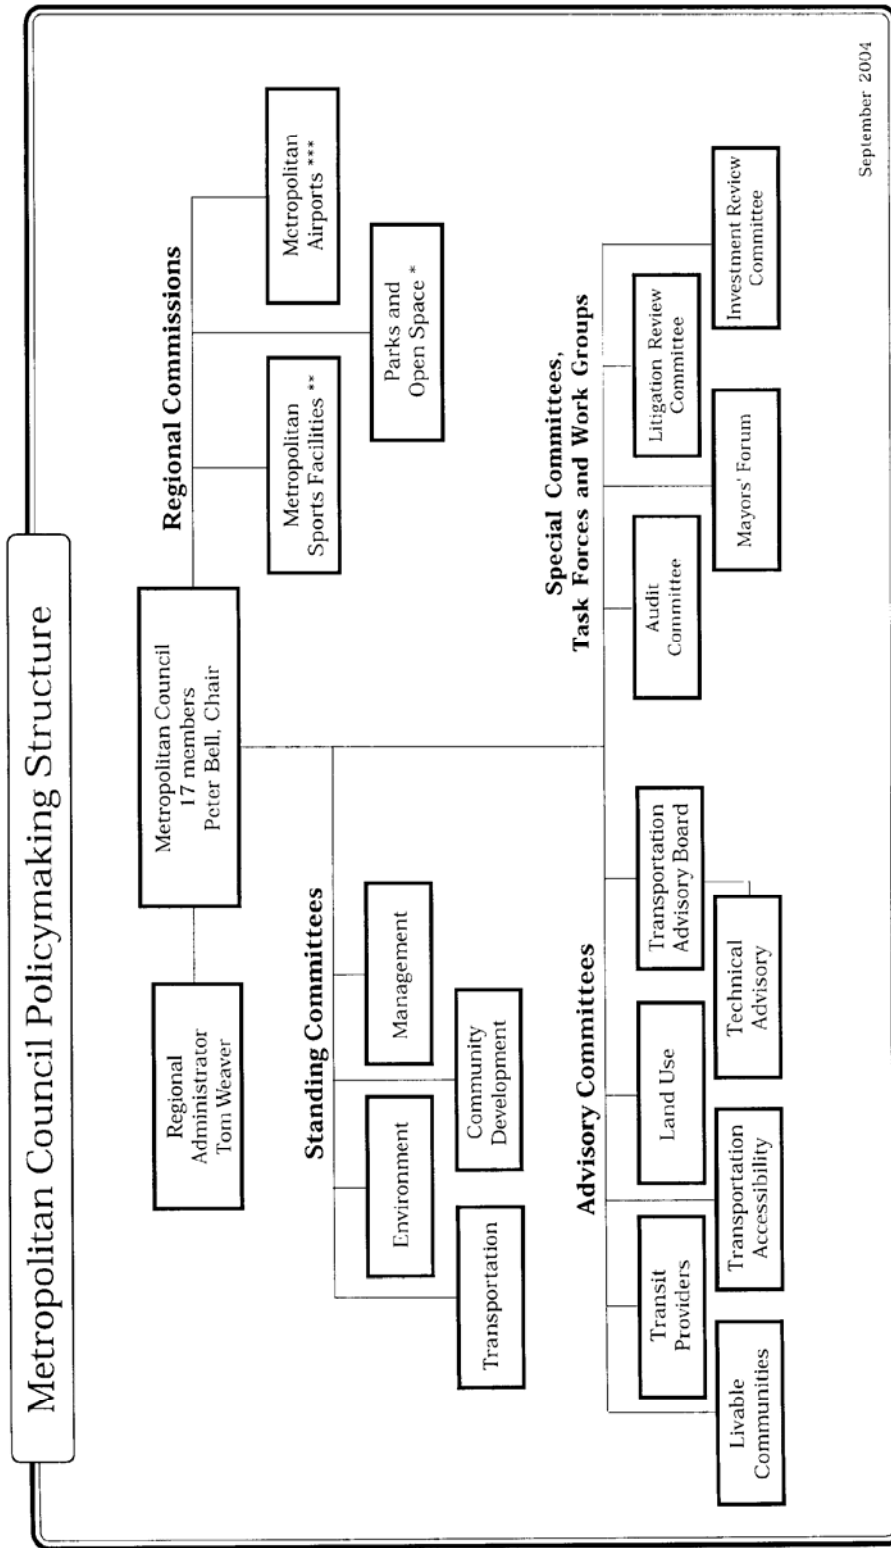 Metropolitan Council Policymaking Structure
Regional
Administrator
Tom Weaver
Metropolitan Council
17 members
Peter Bell, Chair
Regional Commissions
Metropolitan
Sports Facilities **
Parks and
Open Space *
Metropolitan
Airports ***
Standing Committees
Transportation
Environment
Community
Development
Management
Advisory Committees
Livable
Communities
Transit
Providers
Transportation
Accessibility
Land Use
Technical
Advisory
Transportation
Advisory Board
Special Committees,
Task Forces and Work Groups
Audit
Committee
Mayors' Forum
Litigation Review
Committee
Investment Review
Committee
September 2004